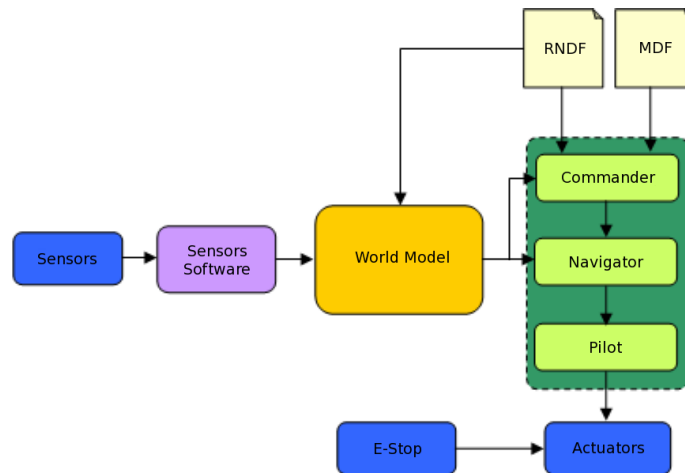 RNDF
MDF
Commander
Sensors
Sensors
Software
World Model
Navigator
Pilot
E-Stop
Actuators